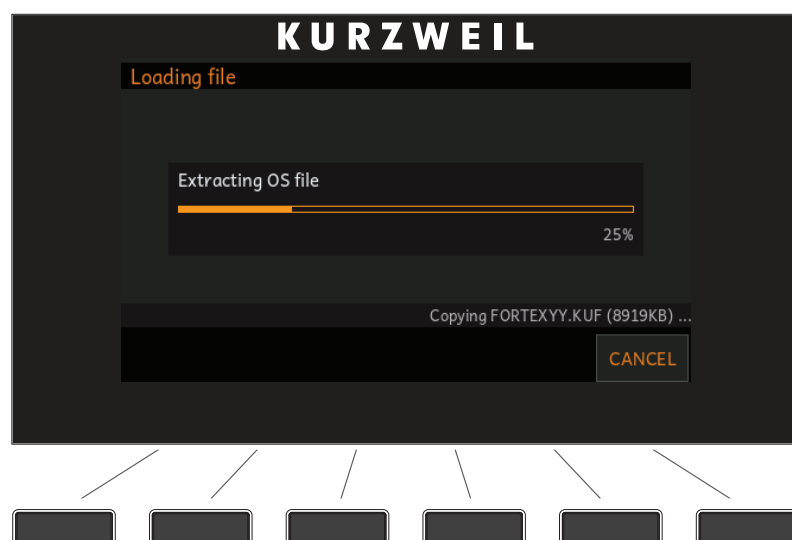 KURZWEIL
Loading file
Extracting OS file
25%
Copying FORTEXYY.KUF (8919KB) ...
CANCEL